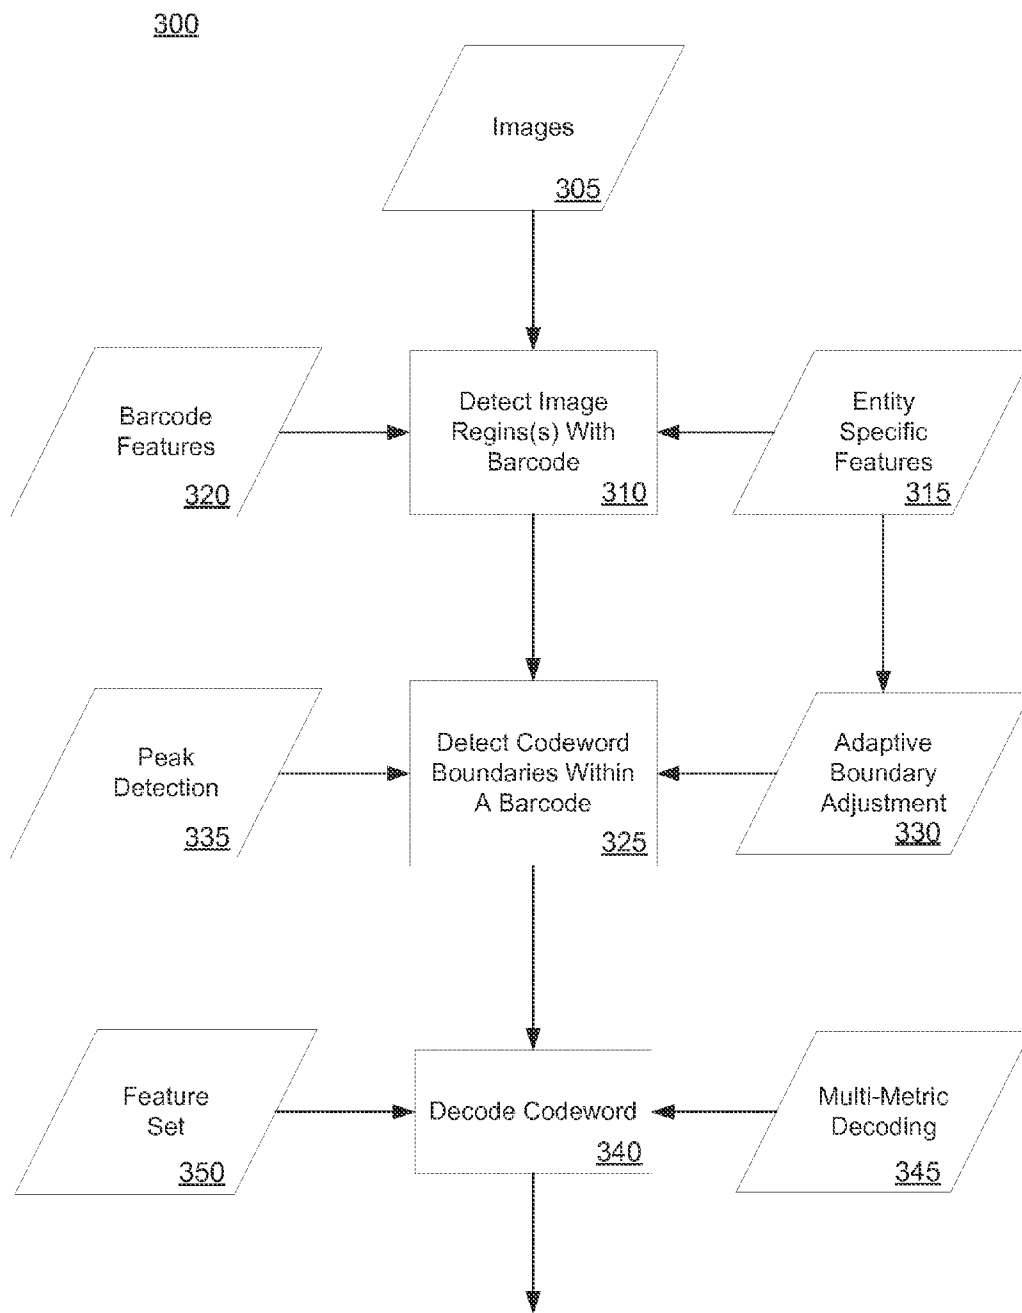 300
Images
305
Barcode
Features
320
Detect Image
Regins(s) With
Barcode
310
Entity
Specific
Features
315
Peak
Detection
335
Detect Codeword
Boundaries Within
A Barcode
325
Adaptive
Boundary
Adjustment
330
Feature
Set
350
Decode Codeword
340
Multi-Metric
Decoding
345